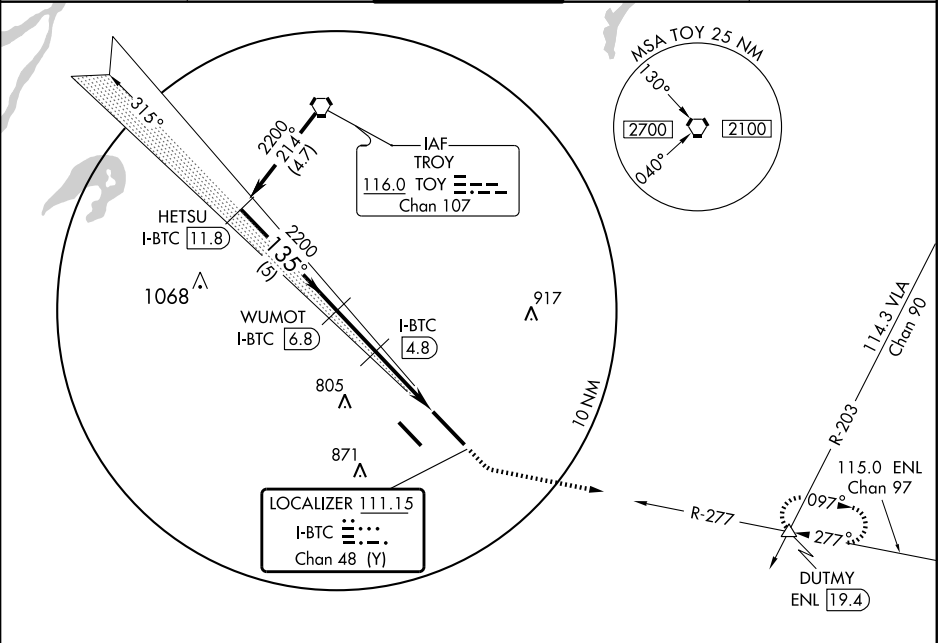 MSA TOY 25 NM
130°
2700
2100
040°
315°
2200
214°
(4.7)
IAF
TROY
116.0 TOY
Chan 107
HETSU
I-BTC 11.8
2200
135°
(5)
1068
WUMOT
I-BTC 6.8
I-BTC
4.8
917
805
871
10 NM
LOCALIZER 111.15
I-BTC
Chan 48 (Y)
114.3 VLA
Chan 90
R-203
115.0 ENL
Chan 97
R-277
097°
277°
DUTMY
ENL 19.4